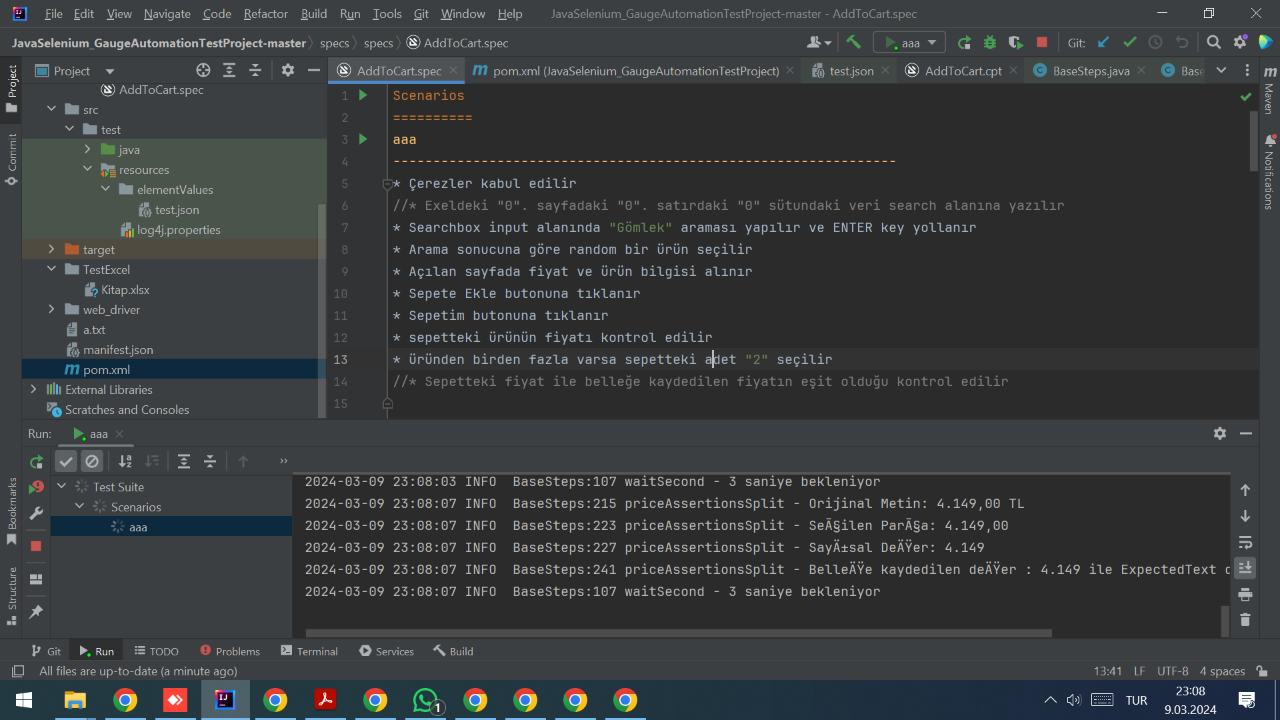 File Edit View Navigate Code Refactor Build Run Tools Git Window Help JavaSelenium_GaugeAutomationTestProject-master - AddToCart.spec
JavaSelenium_GaugeAutomationTestProject-master specs specs AddToCart.spec aaa Git:
Project AddToCart.spec pom.xml (JavaSelenium_GaugeAutomationTestProject) test.json AddToCart.cpt BaseSteps.java Base
Project
Commit
Bookmarks
Structure
AddToCart.spec
src
test
java
resources
elementValues
test.json
log4j.properties
target
TestExcel
Kitap.xlsx
web_driver
a.txt
manifest.json
pom.xml
External Libraries
Scratches and Consoles
1 Scenarios
2 ==========
3 aaa
4 ---------------------------------------------------------------
5 * Çerezler kabul edilir
6 //* Exeldeki "0". sayfadaki "0". satırdaki "0" sütundaki veri search alanına yazılır
7 * Searchbox input alanında "Gömlek" araması yapılır ve ENTER key yollanır
8 * Arama sonucuna göre random bir ürün seçilir
9 * Açılan sayfada fiyat ve ürün bilgisi alınır
10 * Sepete Ekle butonuna tıklanır
11 * Sepetim butonuna tıklanır
12 * sepetteki ürünün fiyatı kontrol edilir
13 * üründen birden fazla varsa sepetteki adet "2" seçilir
14 //* Sepetteki fiyat ile belleğe kaydedilen fiyatın eşit olduğu kontrol edilir
15
Maven
Notifications
Run: aaa
Test Suite
Scenarios
aaa
2024-03-09 23:08:03 INFO BaseSteps:107 waitSecond - 3 saniye bekleniyor
2024-03-09 23:08:07 INFO BaseSteps:215 priceAssertionsSplit - Orijinal Metin: 4.149,00 TL
2024-03-09 23:08:07 INFO BaseSteps:223 priceAssertionsSplit - SeÃ§ilen ParÃ§a: 4.149,00
2024-03-09 23:08:07 INFO BaseSteps:227 priceAssertionsSplit - SayÄ±sal DeÄŸer: 4.149
2024-03-09 23:08:07 INFO BaseSteps:241 priceAssertionsSplit - BelleÄŸe kaydedilen deÄŸer : 4.149 ile ExpectedText
2024-03-09 23:08:07 INFO BaseSteps:107 waitSecond - 3 saniye bekleniyor
Git Run TODO Problems Terminal Services Build
All files are up-to-date (a minute ago) 13:41 LF UTF-8 4 spaces
1 TUR 23:08
9.03.2024